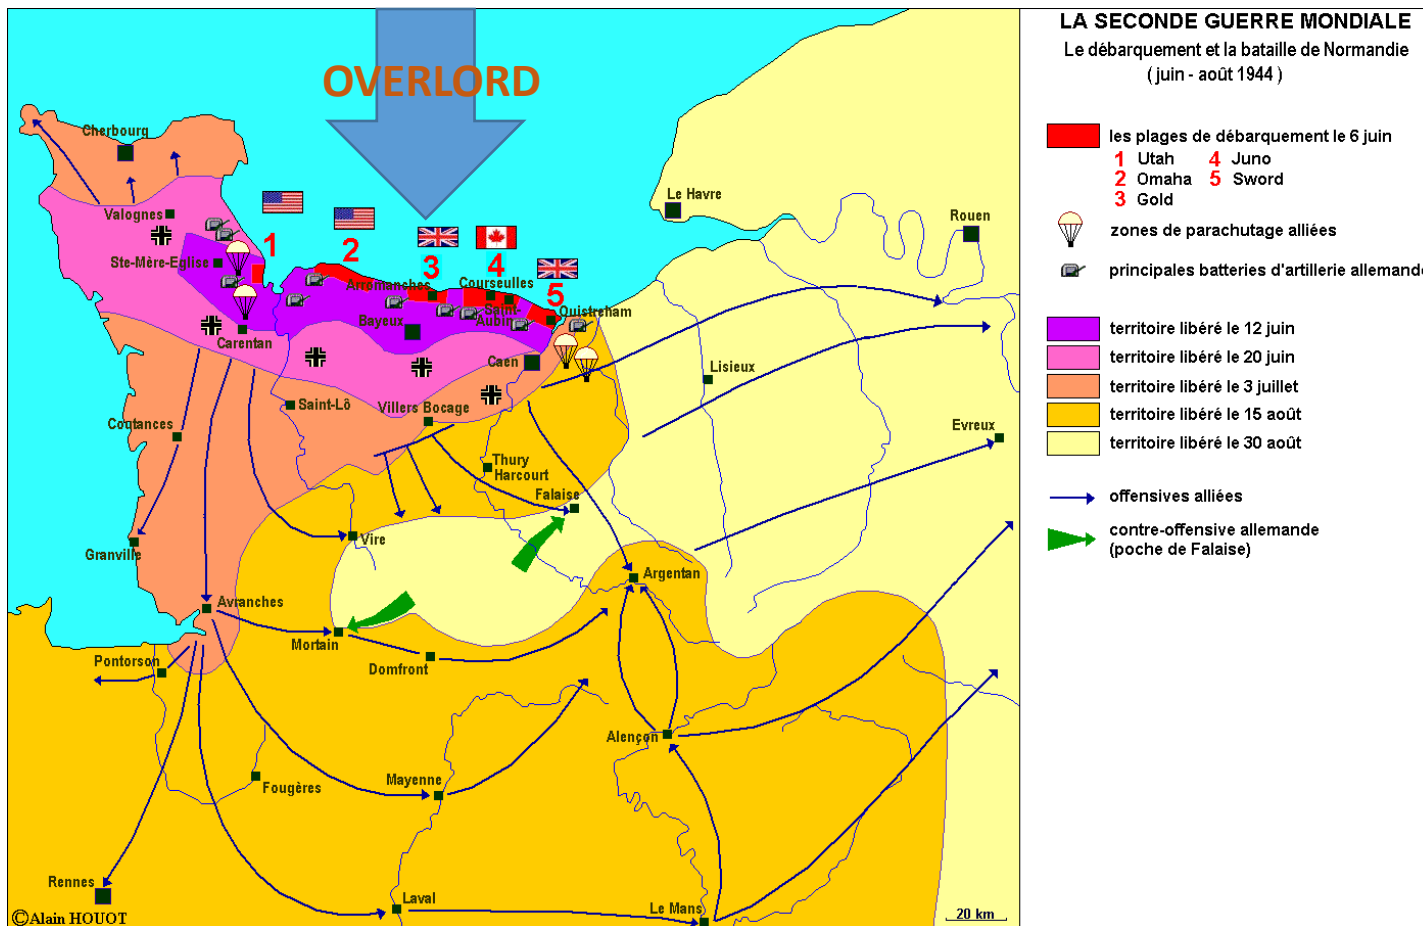 OVERLORD
Cherbourg
Valognes
Ste-Mère-Eglise
1
2
3
4
5
Arromanches
Courseulles
Saint-
Aubin
Ouistreham
Bayeux
Carentan
Caen
Le Havre
Rouen
Lisieux
Evreux
Saint-Lô
Villers Bocage
Coutances
Thury
Harcourt
Falaise
Granville
Vire
Argentan
Avranches
Mortain
Domfront
Pontorson
Alençon
Fougères
Mayenne
Rennes
Laval
Le Mans
20 km
©Alain HOUOT
LA SECONDE GUERRE MONDIALE
Le débarquement et la bataille de Normandie
( juin - août 1944 )
les plages de débarquement le 6 juin
1 Utah 4 Juno
2 Omaha 5 Sword
3 Gold
zones de parachutage alliées
principales batteries d'artillerie allemande
territoire libéré le 12 juin
territoire libéré le 20 juin
territoire libéré le 3 juillet
territoire libéré le 15 août
territoire libéré le 30 août
offensives alliées
contre-offensive allemande
(poche de Falaise)